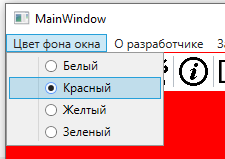 MainWindow
Цвет фона окна О разработчике
Белый
Красный
Желтый
Зеленый